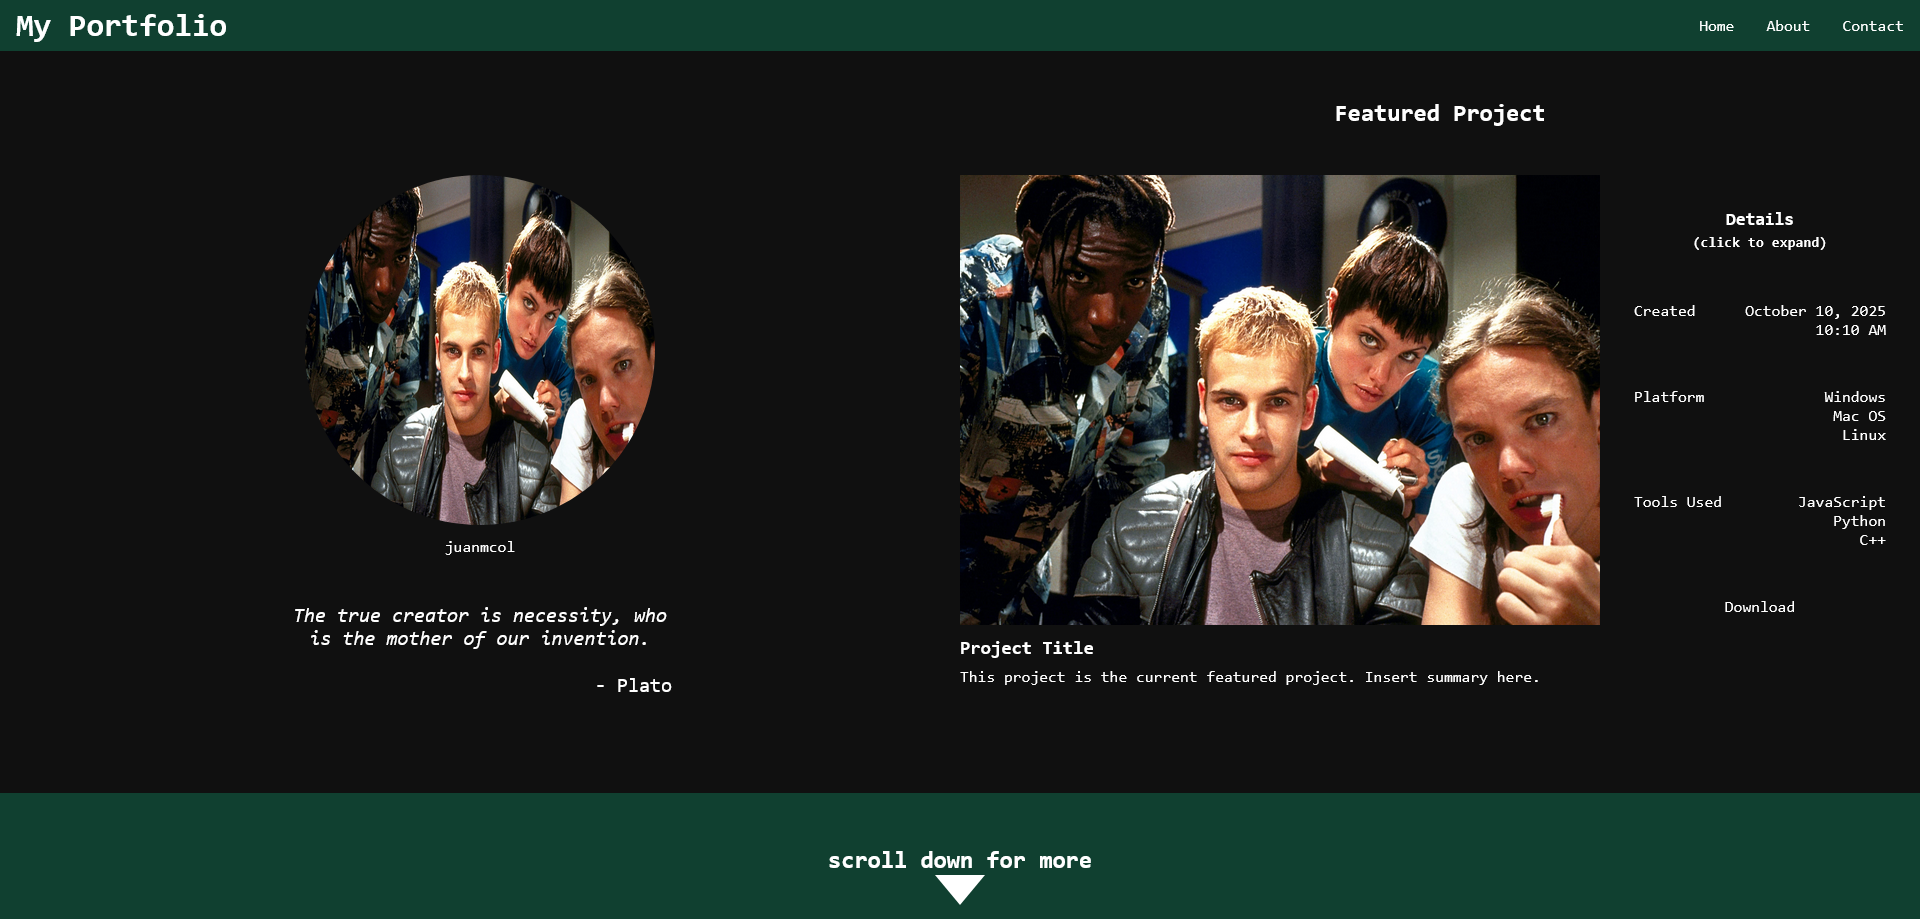 My Portfolio
Home About Contact
Featured Project
juanmcol
The true creator is necessity, who
is the mother of our invention.
- Plato
Project Title
This project is the current featured project. Insert summary here.
Details
(click to expand)
Created October 10, 2025
10:10 AM
Platform Windows
Mac OS
Linux
Tools Used JavaScript
Python
C++
Download
scroll down for more